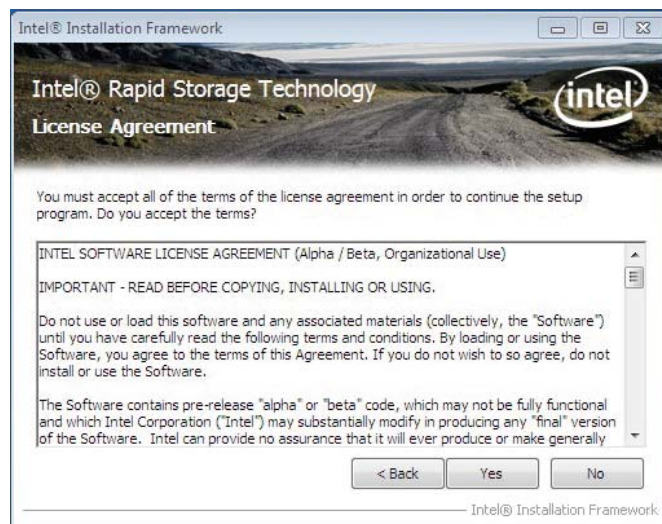 Intel® Installation Framework
Intel® Rapid Storage Technology
License Agreement
intel
You must accept all of the terms of the license agreement in order to continue the setup
program. Do you accept the terms?
INTEL SOFTWARE LICENSE AGREEMENT (Alpha / Beta, Organizational Use)
IMPORTANT - READ BEFORE COPYING, INSTALLING OR USING.
Do not use or load this software and any associated materials (collectively, the "Software")
until you have carefully read the following terms and conditions. By loading or using the
Software, you agree to the terms of this Agreement. If you do not wish to so agree, do not
install or use the Software.
The Software contains pre-release "alpha" or "beta" code, which may not be fully functional
and which Intel Corporation ("Intel") may substantially modify in producing any "final" version
of the Software.  Intel can provide no assurance that it will ever produce or make generally
< Back
Yes
No
Intel® Installation Framework